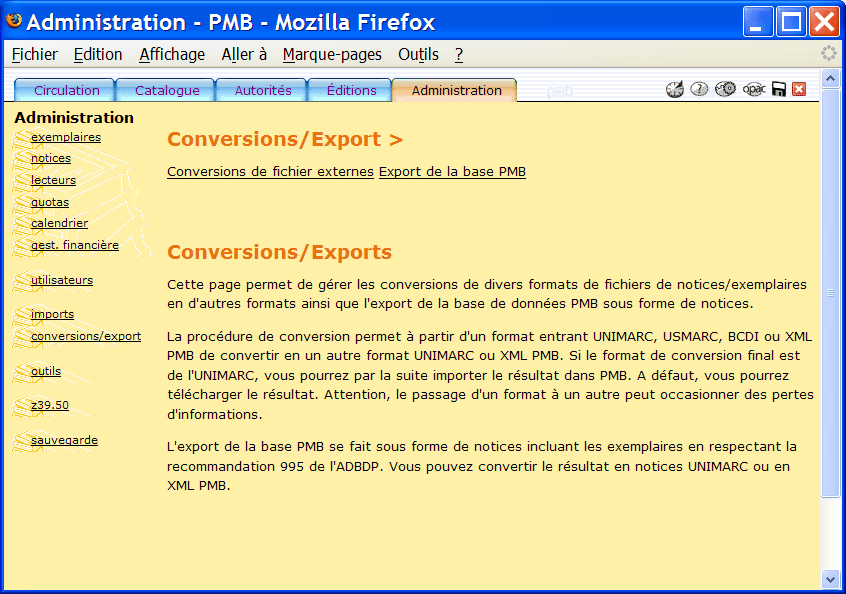 Administration - PMB - Mozilla Firefox
Fichier Edition Affichage Aller à Marque-pages Outils ?
Circulation Catalogue Autorités Éditions Administration pmb opac
Administration
exemplaires
notices
lecteurs
quotas
calendrier
gest. financière
utilisateurs
imports
conversions/export
outils
z39.50
sauvegarde
Conversions/Export >
Conversions de fichier externes Export de la base PMB
Conversions/Exports
Cette page permet de gérer les conversions de divers formats de fichiers de notices/exemplaires
en d'autres formats ainsi que l'export de la base de données PMB sous forme de notices.
La procédure de conversion permet à partir d'un format entrant UNIMARC, USMARC, BCDI ou XML
PMB de convertir en un autre format UNIMARC ou XML PMB. Si le format de conversion final est
de l'UNIMARC, vous pourrez par la suite importer le résultat dans PMB. A défaut, vous pourrez
télécharger le résultat. Attention, le passage d'un format à un autre peut occasionner des pertes
d'informations.
L'export de la base PMB se fait sous forme de notices incluant les exemplaires en respectant la
recommandation 995 de l'ADBDP. Vous pouvez convertir le résultat en notices UNIMARC ou en
XML PMB.